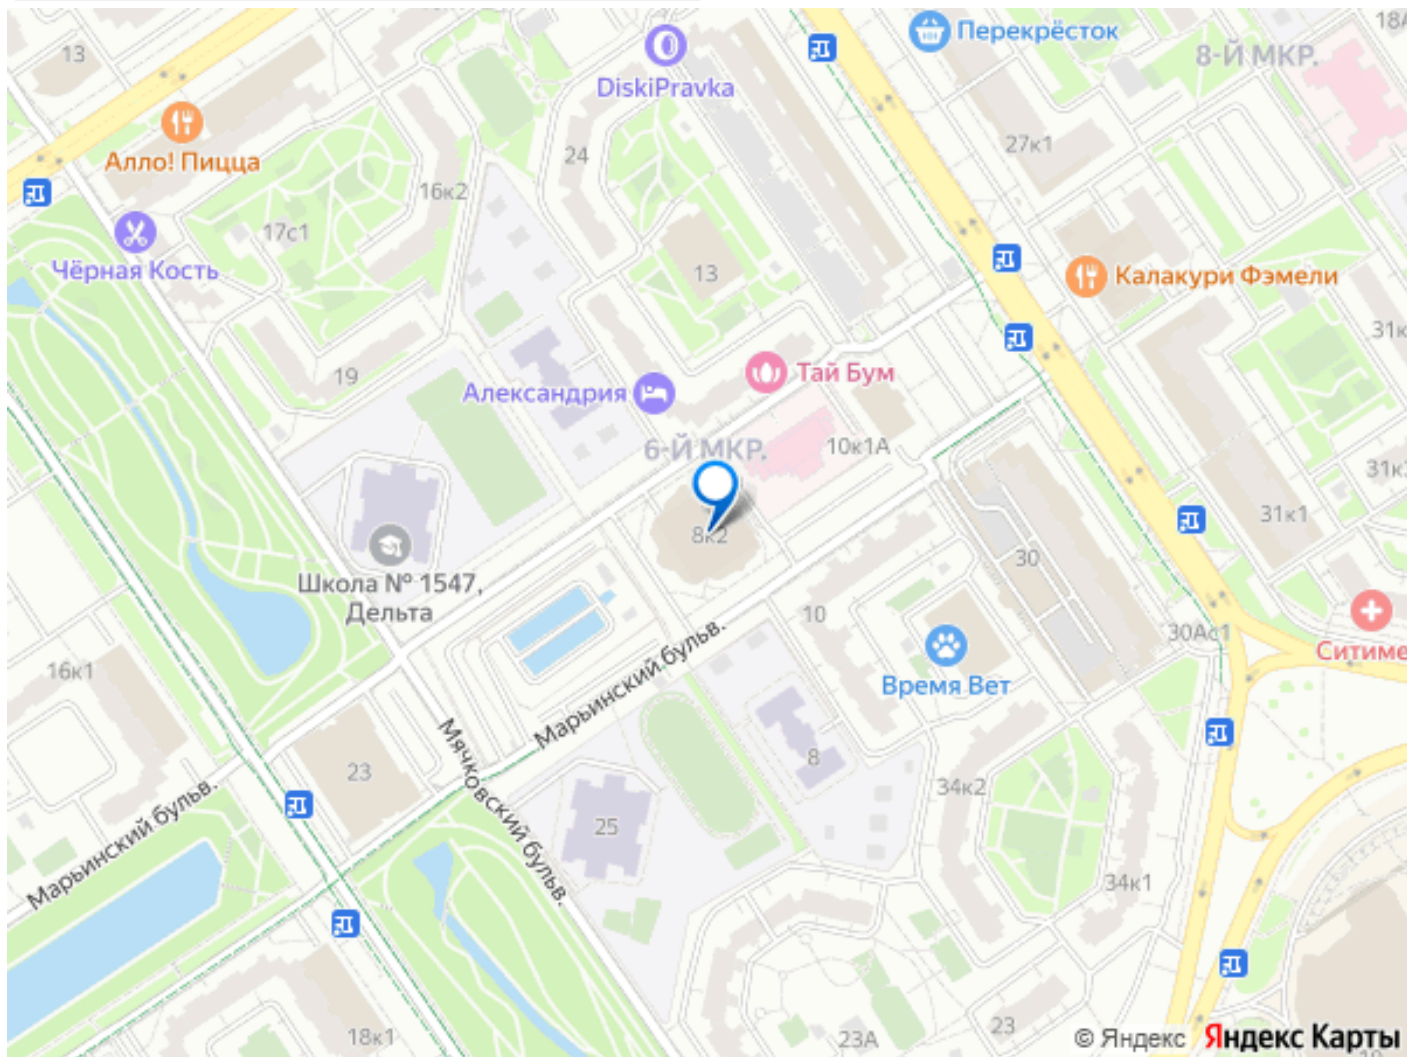 Перекрёсток
18А
13
DiskiPravka
8-Й МКР.
Алло! Пицца
24
27к1
16к2
17с1
Чёрная Кость
13
Калакури Фэмели
31к
19
Александрия
Тай Бум
6-Й МКР.
10к1А
31к
8к2
31к1
30
Школа № 1547,
Дельта
10
30Ас1
Ситиме
16к1
Марьинский бульв.
Время Вет
23
Мячковский бульв.
8
34к2
Марьинский бульв.
25
34к1
18к1
23А
23
© Яндекс Яндекс Карты